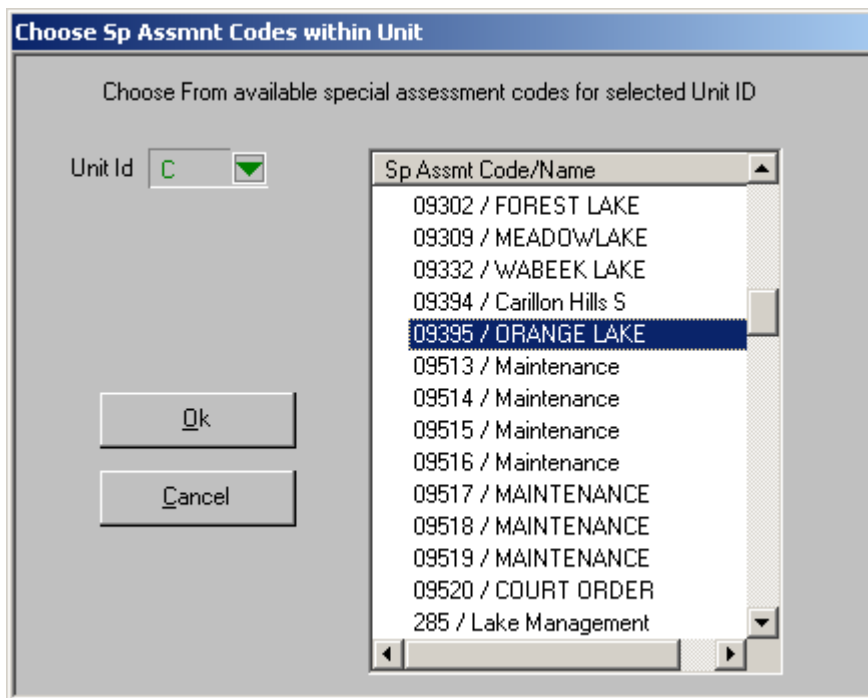 Choose Sp Assmnt Codes within Unit
Choose From available special assessment codes for selected Unit ID
Unit Id C
Sp Assmt Code/Name
09302 / FOREST LAKE
09309 / MEADOWLAKE
09332 / WABEEK LAKE
09394 / Carillon Hills S
09395 / ORANGE LAKE
09513 / Maintenance
09514 / Maintenance
09515 / Maintenance
09516 / Maintenance
09517 / MAINTENANCE
09518 / MAINTENANCE
09519 / MAINTENANCE
09520 / COURT ORDER
285 / Lake Management
Ok
Cancel